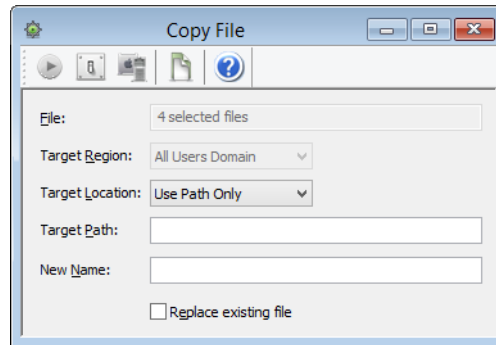 Copy File
File:
4 selected files
Target Region:
All Users Domain
Target Location:
Use Path Only
Target Path:
New Name:
Replace existing file